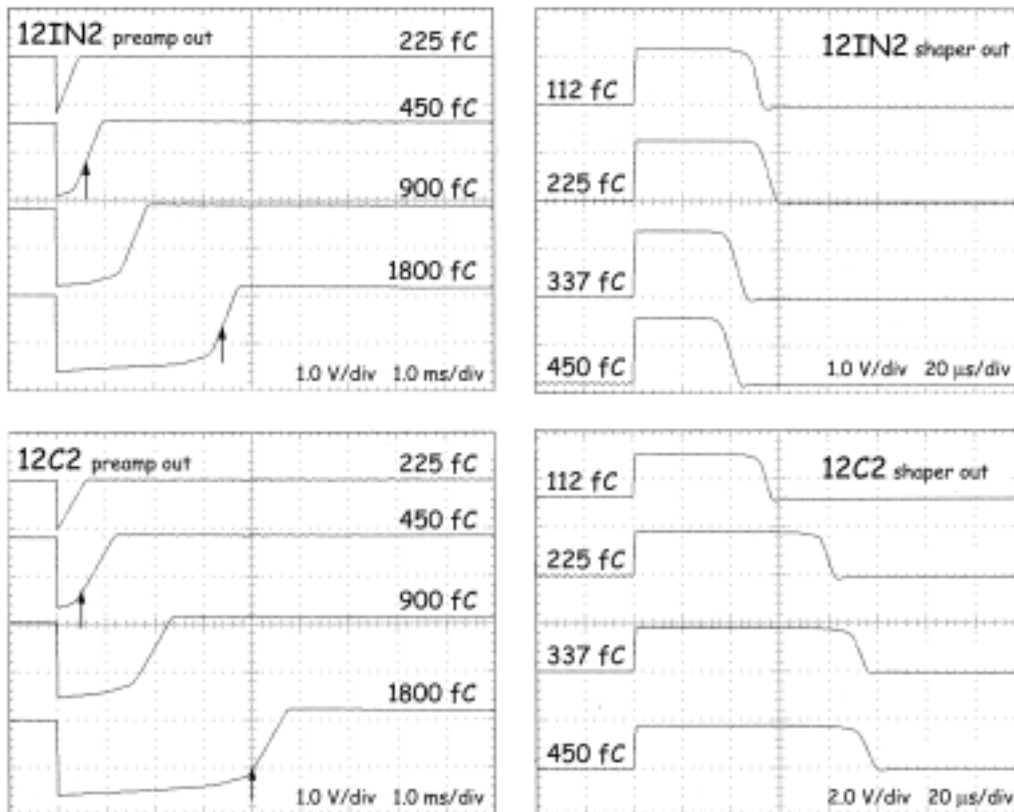 12IN2 preamp out
225 fC
450 fC
900 fC
1800 fC
1.0 V/div 1.0 ms/div
12IN2 shaper out
112 fC
225 fC
337 fC
450 fC
1.0 V/div 20 µs/div
12C2 preamp out
225 fC
450 fC
900 fC
1800 fC
1.0 V/div 1.0 ms/div
12C2 shaper out
112 fC
225 fC
337 fC
450 fC
2.0 V/div 20 µs/div